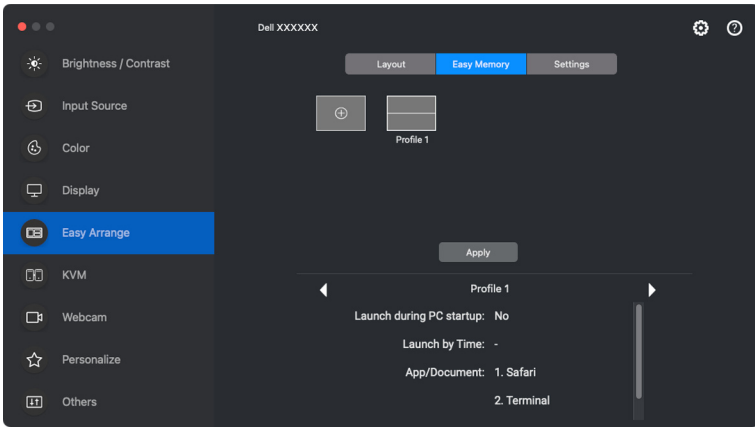 Dell XXXXXX
Brightness / Contrast
Input Source
Color
Display
Easy Arrange
KVM
Webcam
Personalize
Others
Layout Easy Memory Settings
Profile 1
Apply
Profile 1
Launch during PC startup: No
Launch by Time: -
App/Document: 1. Safari
2. Terminal